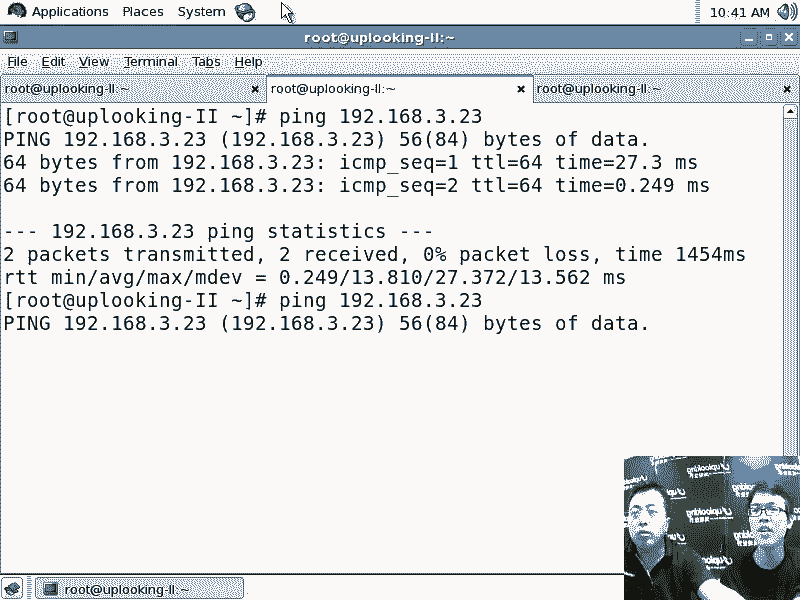 Applications Places System 10:41 AM
root@uplooking-II:~
File Edit View Terminal Tabs Help
root@uplooking-II:~ root@uplooking-II:~ root@uplooking-II:~
[root@uplooking-II ~]# ping 192.168.3.23
PING 192.168.3.23 (192.168.3.23) 56(84) bytes of data.
64 bytes from 192.168.3.23: icmp_seq=1 ttl=64 time=27.3 ms
64 bytes from 192.168.3.23: icmp_seq=2 ttl=64 time=0.249 ms
--- 192.168.3.23 ping statistics ---
2 packets transmitted, 2 received, 0% packet loss, time 1454ms
rtt min/avg/max/mdev = 0.249/13.810/27.372/13.562 ms
[root@uplooking-II ~]# ping 192.168.3.23
PING 192.168.3.23 (192.168.3.23) 56(84) bytes of data.
root@uplooking-II:~